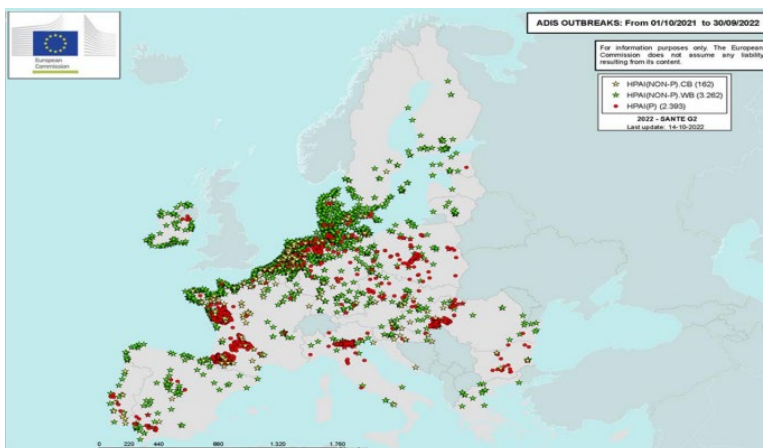 European
Commission
ADIS OUTBREAKS: From 01/10/2021 to 30/09/2022
For information purposes only. The European
Commission does not assume any liability
resulting from its content.
HPAI(NON-P).CB (162)
HPAI(NON-P).WB (3.262)
HPAI(P) (2.393)
2022 - SANTE G2
Last update: 14-10-2022
0 220 440 880 1.320 1.760